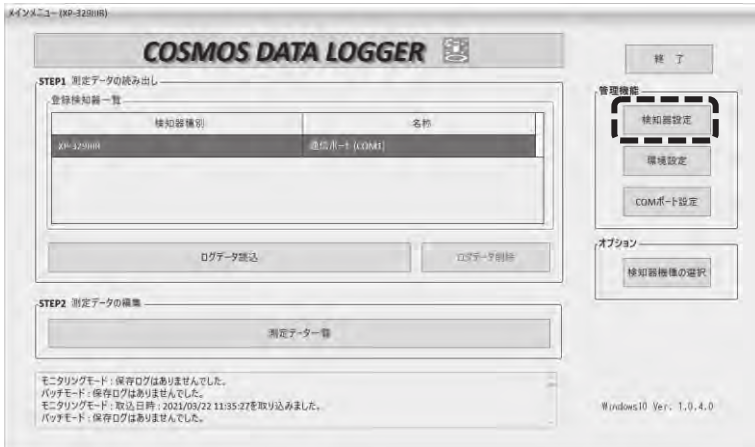 メインメニュー (XP-329IIIR)
COSMOS DATA LOGGER
終 了
STEP1 測定データの読み出し
登録検知器一覧
検知器種別 名称
XP-329IIIR 通信ポート (COM1)
ログデータ読込
ログデータ削除
管理機能
検知器設定
環境設定
COMポート設定
オプション
検知器機種の選択
STEP2 測定データの編集
測定データ一覧
モニタリングモード : 保存ログはありませんでした。
バッチモード : 保存ログはありませんでした。
モニタリングモード : 取込日時 : 2021/03/22 11:35:27を取り込みました。
バッチモード : 保存ログはありませんでした。
Windows10 Ver. 1.0.4.0